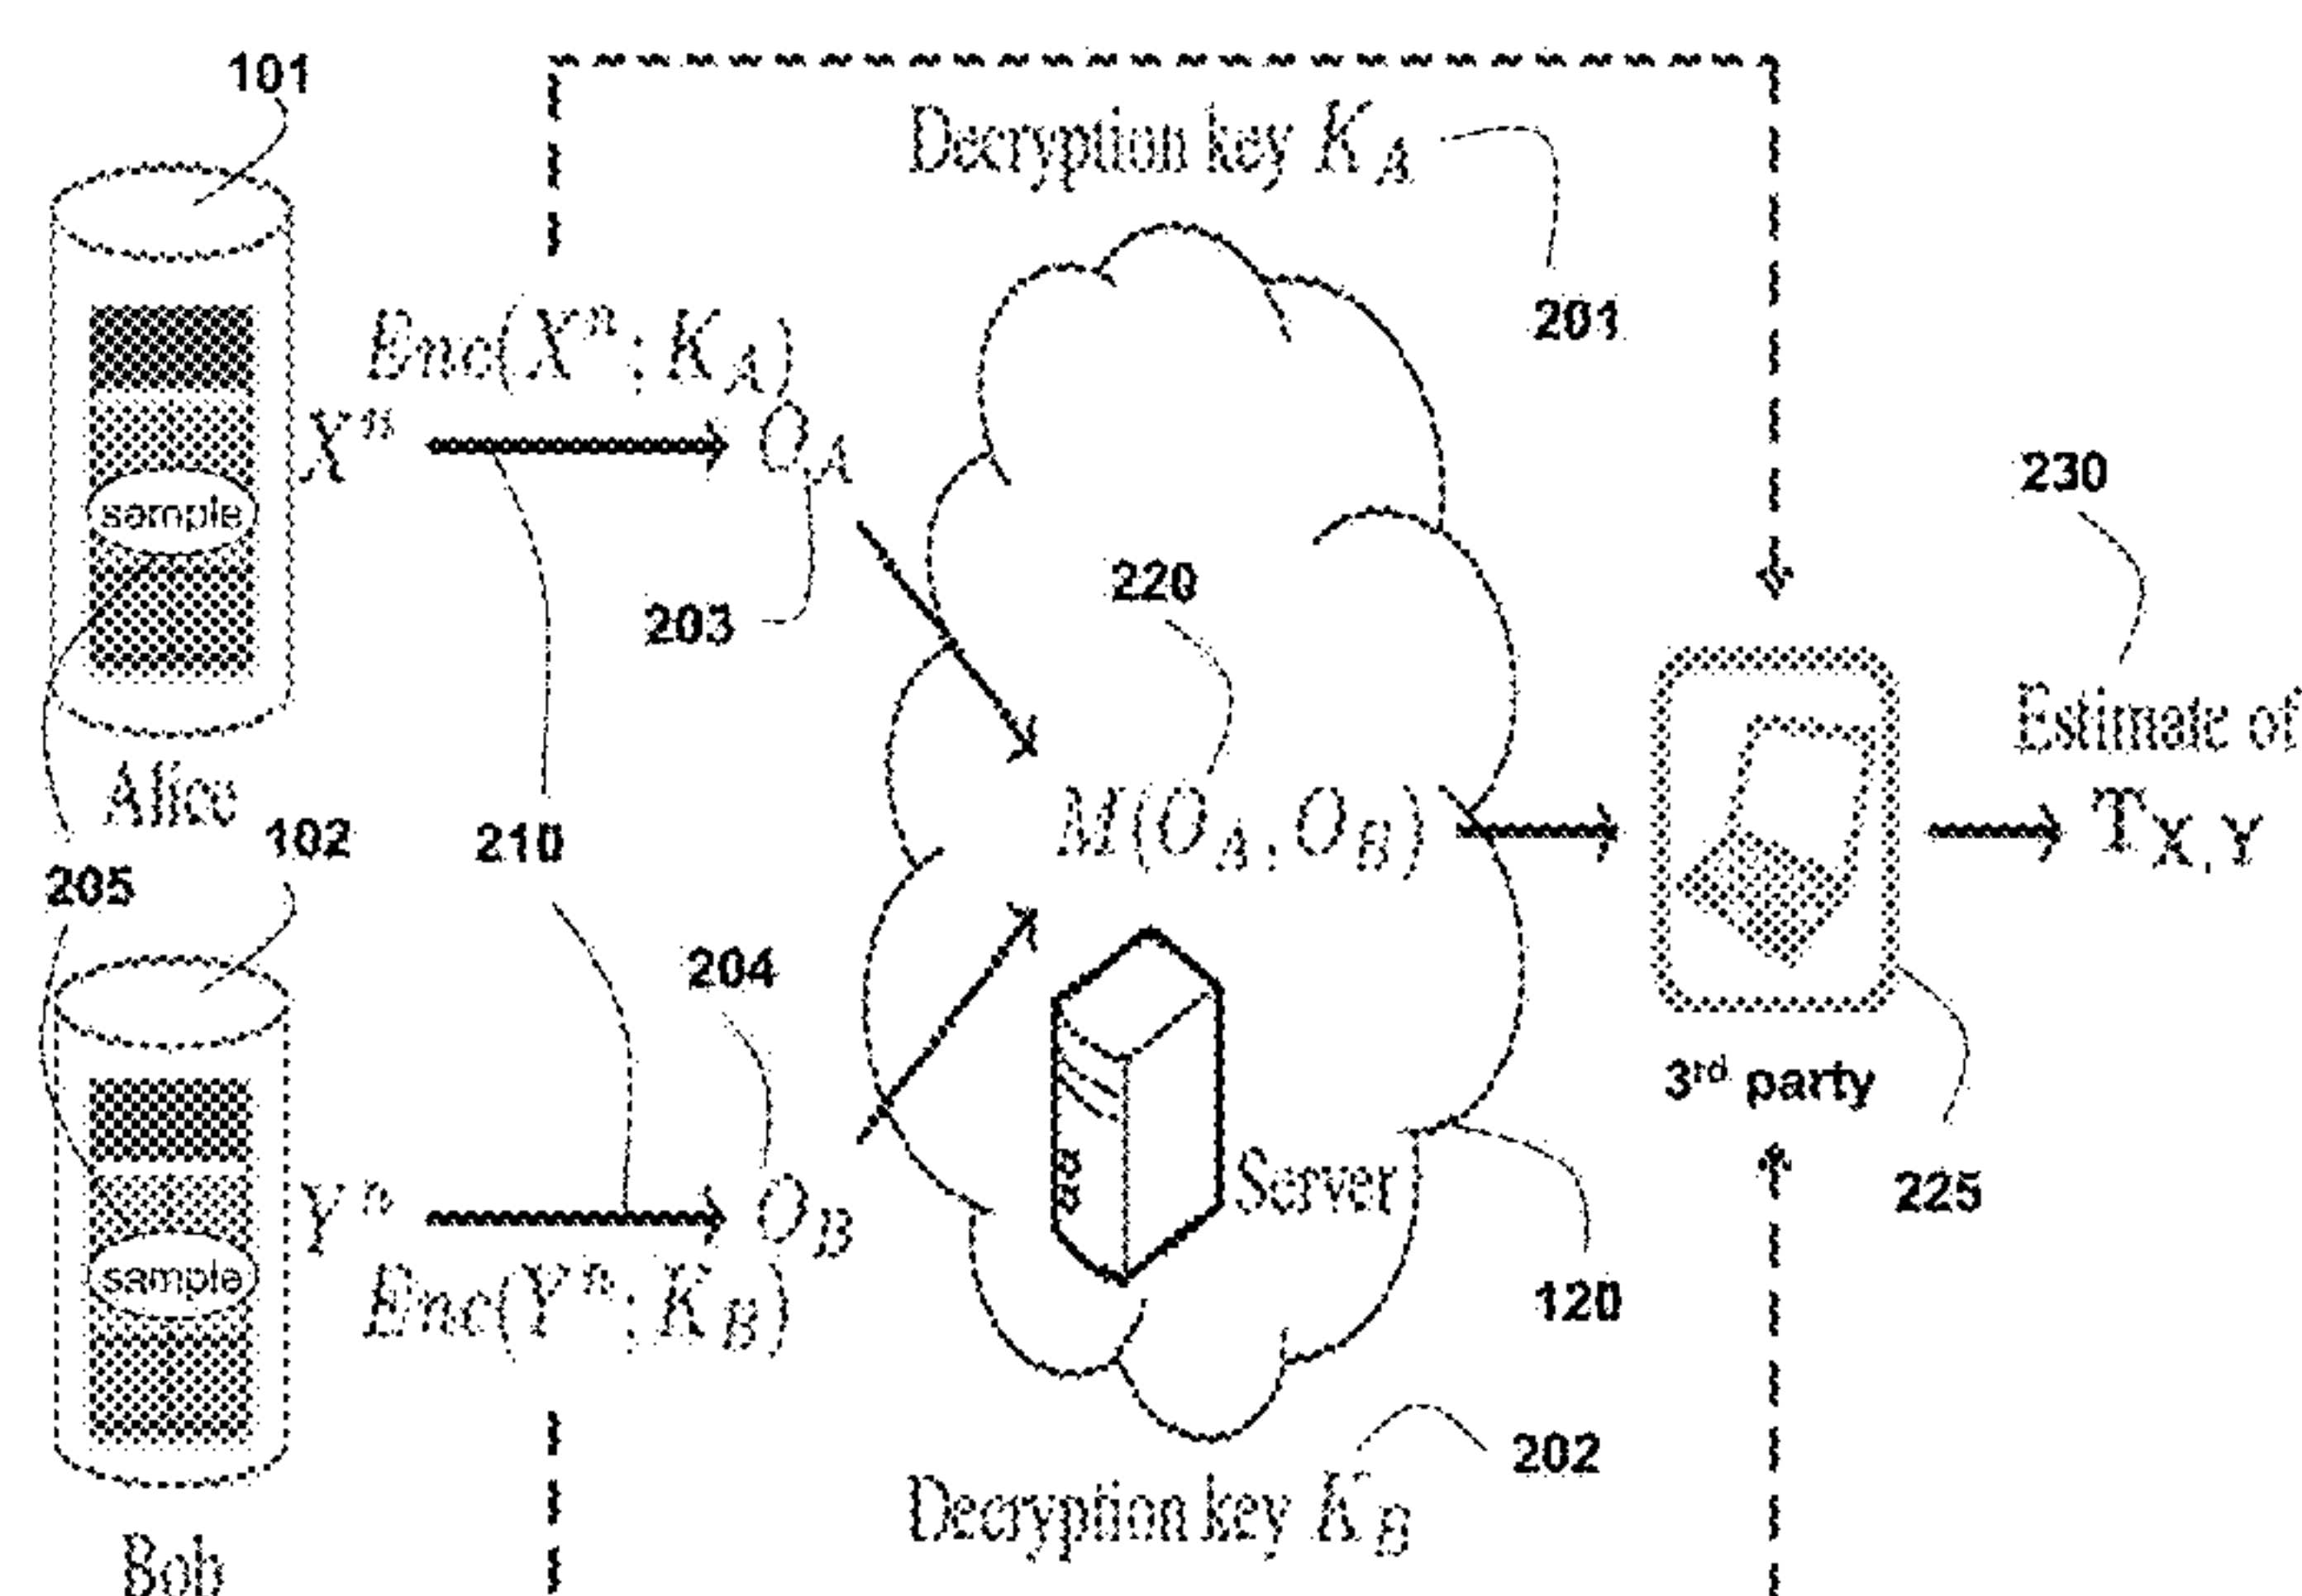 101
Decryption key K_A
201
Enc(X^n; K_A)
X^n
O_A
sample
203
220
230
Alice
205
102
210
204
M(O_A, O_B)
Estimate of
T_X,Y
3rd party
225
Y^n
O_B
sample
Enc(Y^n; K_B)
Server
120
202
Decryption key K_B
Bob